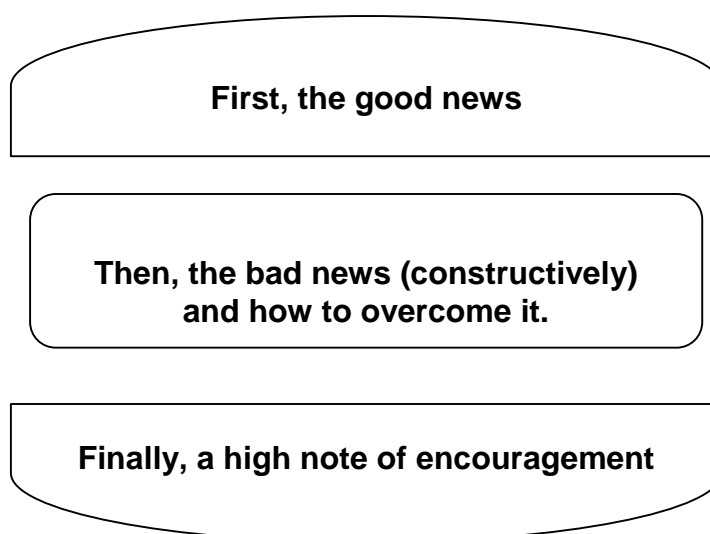 First, the good news
Then, the bad news (constructively)
and how to overcome it.
Finally, a high note of encouragement